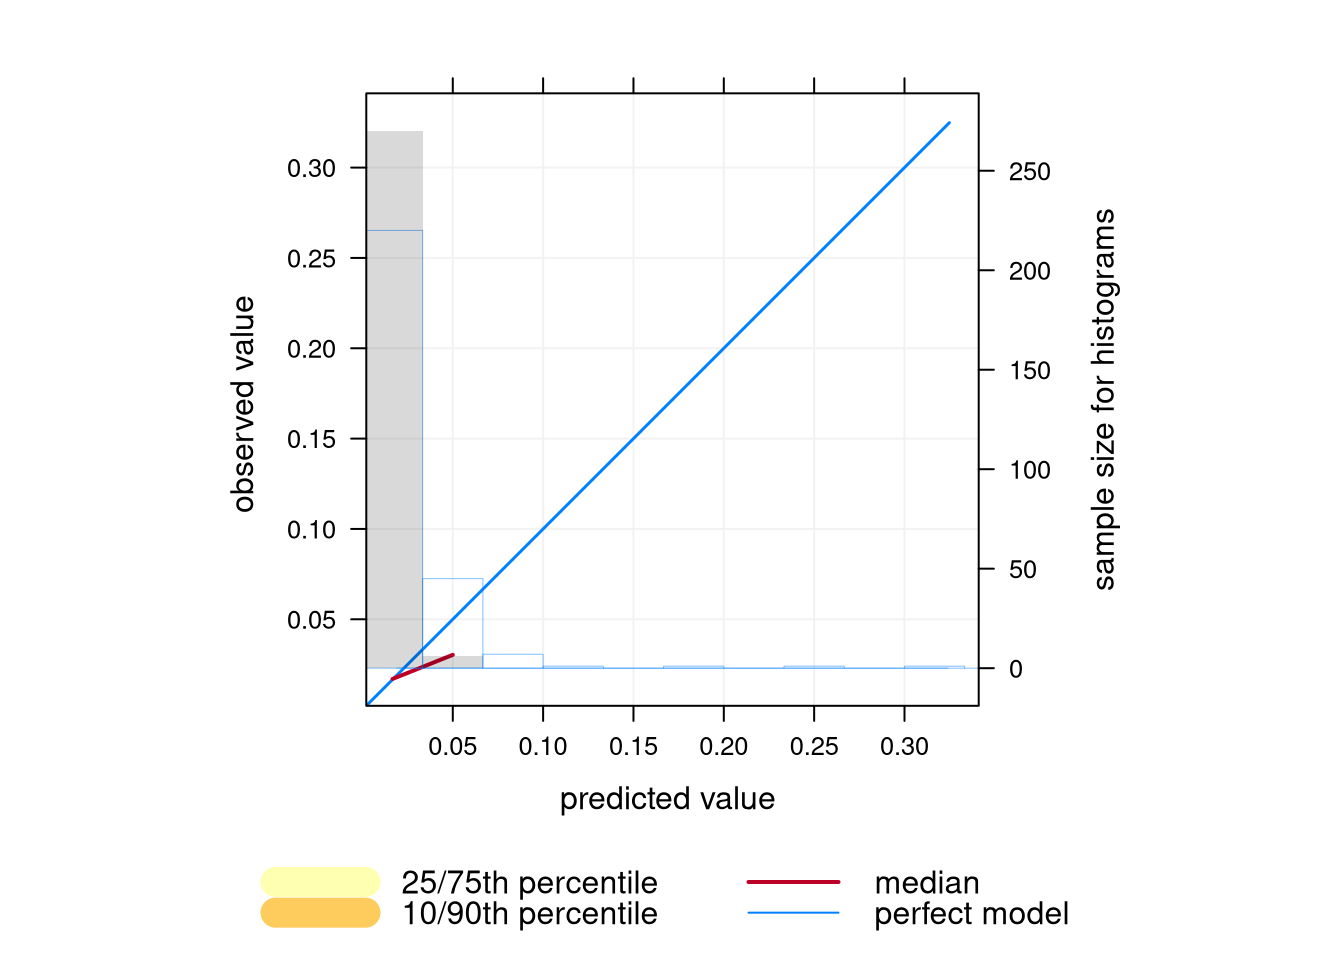 observed value
0.30
0.25
0.20
0.15
0.10
0.05
250
200
150
100
50
0
sample size for histograms
0.05 0.10 0.15 0.20 0.25 0.30
predicted value
25/75th percentile
10/90th percentile
median
perfect model